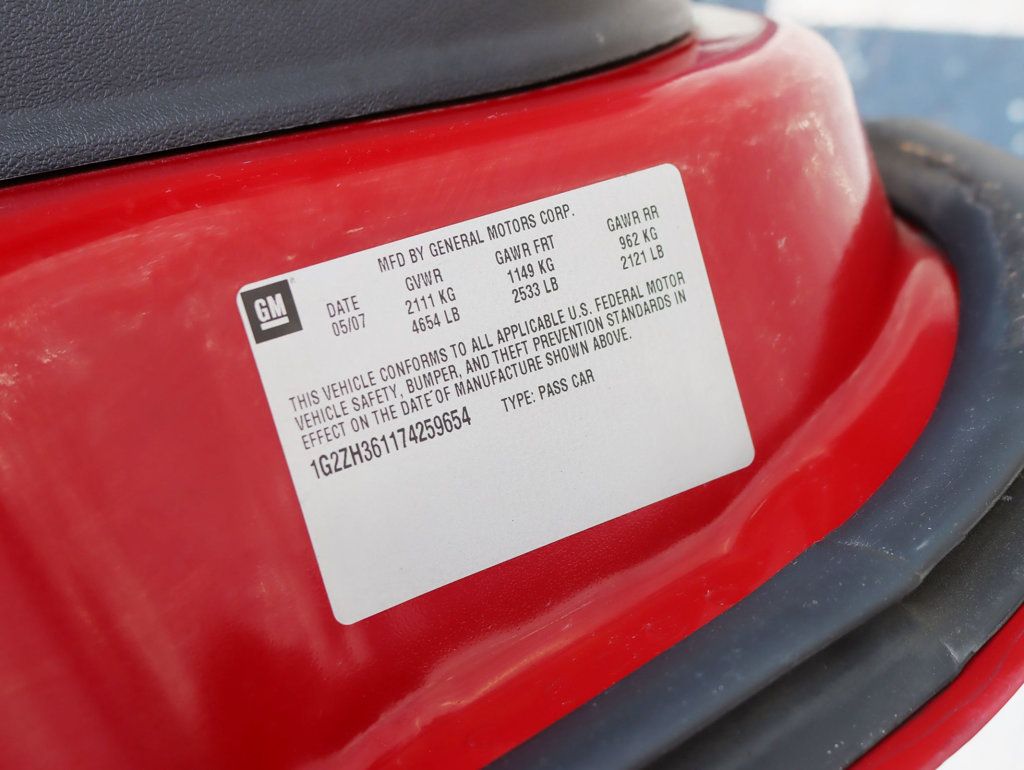 MFD BY GENERAL MOTORS CORP.
GM
DATE GVWR GAWR FRT GAWR RR
05/07 2111 KG 1149 KG 962 KG
4654 LB 2533 LB 2121 LB
THIS VEHICLE CONFORMS TO ALL APPLICABLE U.S. FEDERAL MOTOR
VEHICLE SAFETY, BUMPER, AND THEFT PREVENTION STANDARDS IN
EFFECT ON THE DATE OF MANUFACTURE SHOWN ABOVE.
1G2ZH361174259654 TYPE: PASS CAR